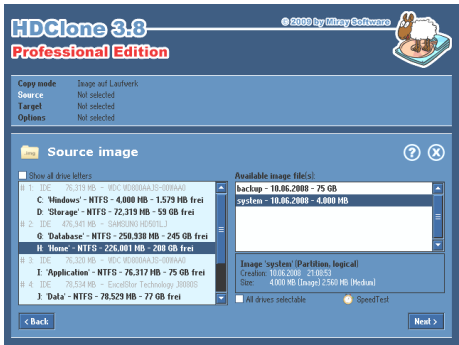 HDClone 3.8
© 2008 by Miray Software
Professional Edition
Copy mode Image auf Laufwerk
Source Not selected
Target Not selected
Options Not selected
.img Source image ? X
Show all drive letters
# 1: IDE 76,319 MB - WDC WD800AAJS-00WAA0
C: 'Windows' - NTFS - 4,000 MB - 1.579 MB frei
D: 'Storage' - NTFS - 72,319 MB - 59 GB frei
# 2: IDE 476,941 MB - SAMSUNG HD501LJ
G: 'Database' - NTFS - 250,938 MB - 245 GB frei
H: 'Home' - NTFS - 226.001 MB - 200 GB frei
# 3: IDE 76,320 MB - WDC WD800AAJS-00WAA0
I: 'Application' - NTFS - 76,317 MB - 75 GB frei
# 4: IDE 78,534 MB - ExcelStor Technology J8080S
J: 'Data' - NTFS - 78.529 MB - 77 GB frei
Available image file(s):
backup - 10.06.2008 - 75 GB
system - 10.06.2008 - 4,000 MB
Image 'system' (Partition, logical)
Creation: 10.06.2008 21:08:53
Size: 4.000 MB (Image) 2.560 MB (Medium)
All drives selectable
SpeedTest
< Back
Next >